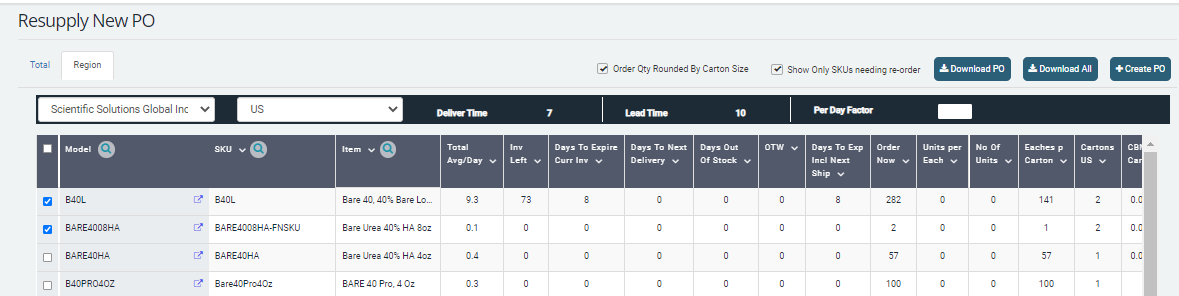 Resupply New PO
Total
Region
Order Qty Rounded By Carton Size
Show Only SKUs needing re-order
Download PO
Download All
Create PO
Scientific Solutions Global Inc
US
Deliver Time 7
Lead Time 10
Per Day Factor
Model SKU Item Total Avg/Day Inv Left Days To Expire Curr Inv Days To Next Delivery Days Out Of Stock OTW Days To Exp Incl Next Ship Order Now Units per Each No Of Units Eaches p Carton Cartons US
B40L B40L Bare 40, 40% Bare Lo... 9.3 73 8 0 0 0 8 282 0 0 141 2 0.0
BARE4008HA BARE4008HA-FNSKU Bare Urea 40% HA 8oz 0.1 0 0 0 0 0 0 2 0 0 1 2 0.0
BARE40HA BARE40HA Bare Urea 40% HA 4oz 0.4 0 0 0 0 0 0 57 0 0 57 1 0.0
B40PRO4OZ Bare40Pro4Oz BARE 40 Pro, 4 Oz 0.3 0 0 0 0 0 0 100 0 0 100 1